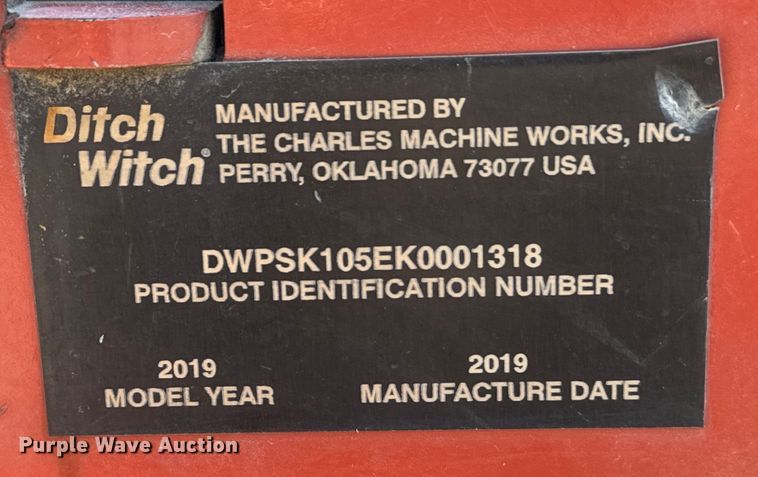 Ditch
Witch®
MANUFACTURED BY
THE CHARLES MACHINE WORKS, INC.
PERRY, OKLAHOMA 73077 USA
DWPSK105EK0001318
PRODUCT IDENTIFICATION NUMBER
2019
MODEL YEAR
2019
MANUFACTURE DATE
Purple Wave Auction